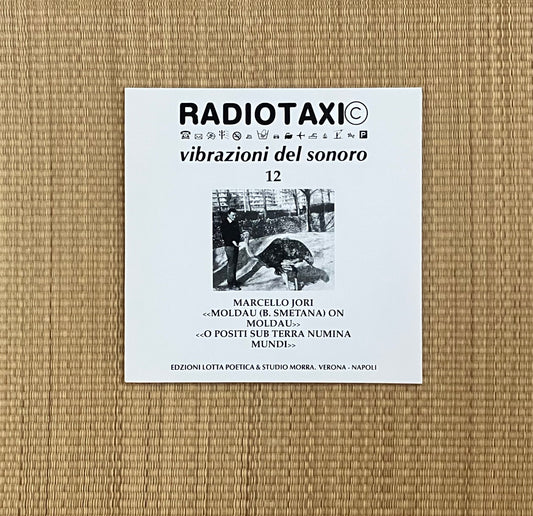 RADIOTAXI©
vibrazioni del sonoro
12
MARCELLO JORI
<<MOLDAU (B. SMETANA) ON
MOLDAU>>
<<O POSITI SUB TERRA NUMINA
MUNDI>>
EDZIONI LOTTA POETICA & STUDIO MORRA. VERONA - NAPOLI